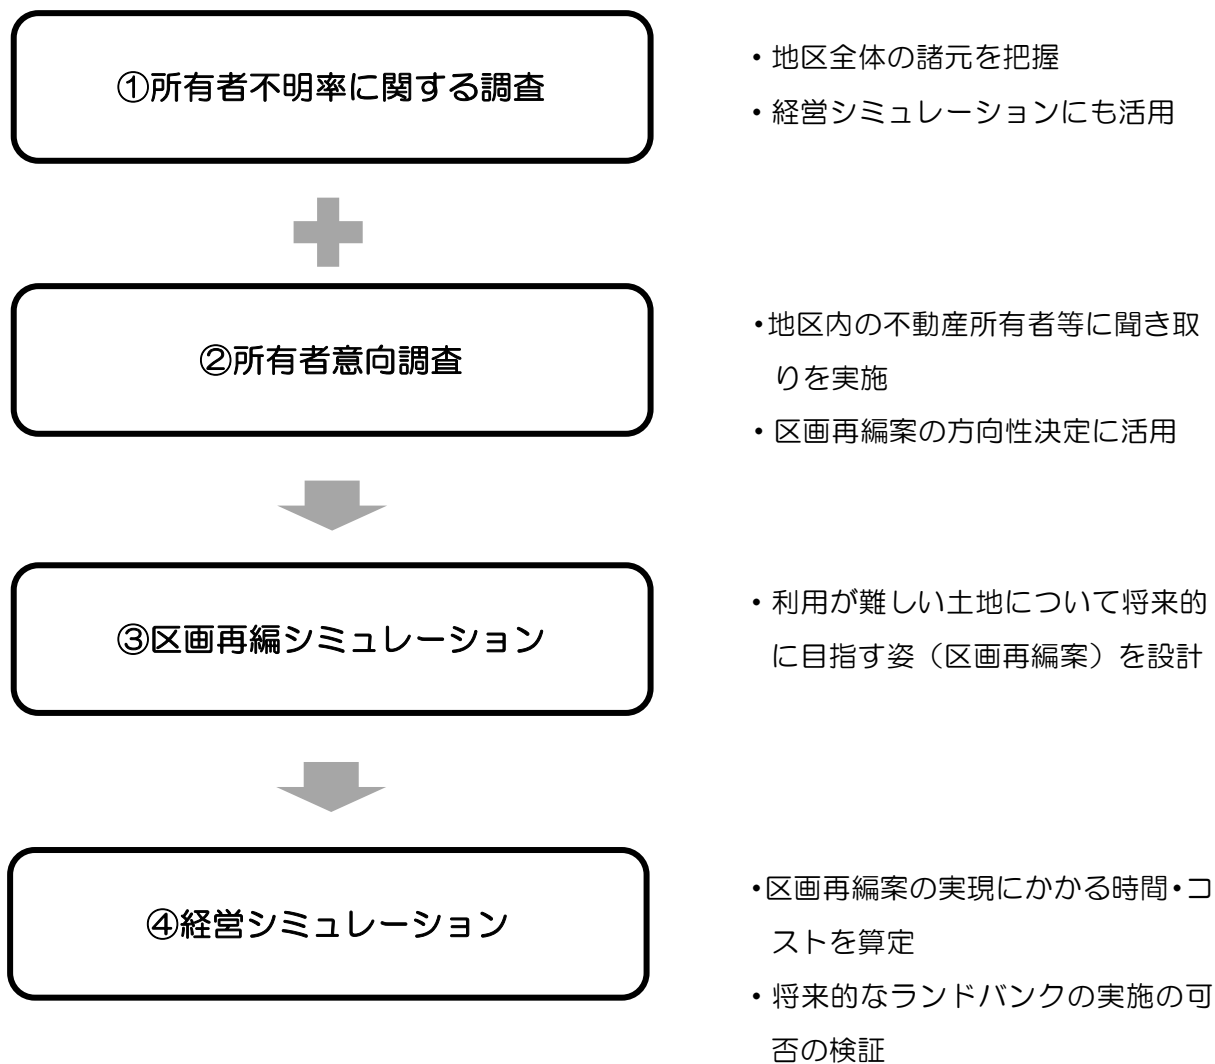 ①所有者不明率に関する調査
・地区全体の諸元を把握
・経営シミュレーションにも活用
②所有者意向調査
・地区内の不動産所有者等に聞き取
りを実施
・区画再編案の方向性決定に活用
③区画再編シミュレーション
・利用が難しい土地について将来的
に目指す姿（区画再編案）を設計
④経営シミュレーション
・区画再編案の実現にかかる時間・コ
ストを算定
・将来的なランドバンクの実施の可
否の検証